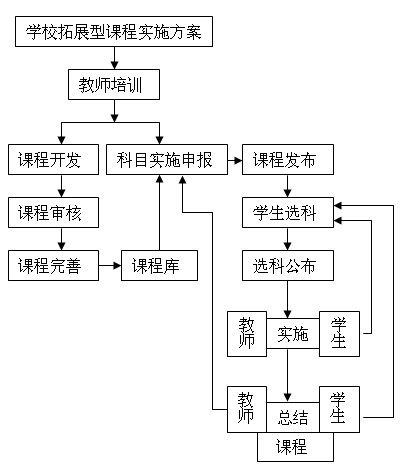 学校拓展型课程实施方案
教师培训
课程开发
科目实施申报
课程发布
课程审核
学生选科
课程完善
课程库
选科公布
教师
实施
学生
教师
总结
学生
课程